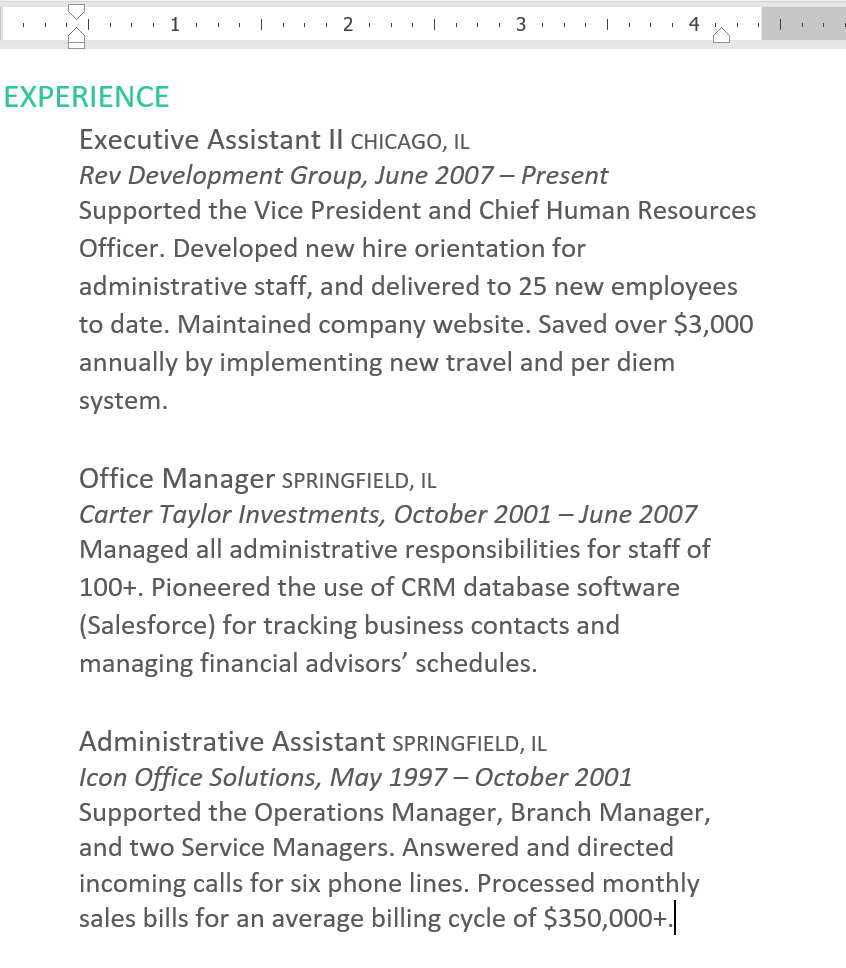 1 2 3 4
EXPERIENCE
Executive Assistant II CHICAGO, IL
Rev Development Group, June 2007 – Present
Supported the Vice President and Chief Human Resources
Officer. Developed new hire orientation for
administrative staff, and delivered to 25 new employees
to date. Maintained company website. Saved over $3,000
annually by implementing new travel and per diem
system.
Office Manager SPRINGFIELD, IL
Carter Taylor Investments, October 2001 – June 2007
Managed all administrative responsibilities for staff of
100+. Pioneered the use of CRM database software
(Salesforce) for tracking business contacts and
managing financial advisors’ schedules.
Administrative Assistant SPRINGFIELD, IL
Icon Office Solutions, May 1997 – October 2001
Supported the Operations Manager, Branch Manager,
and two Service Managers. Answered and directed
incoming calls for six phone lines. Processed monthly
sales bills for an average billing cycle of $350,000+.